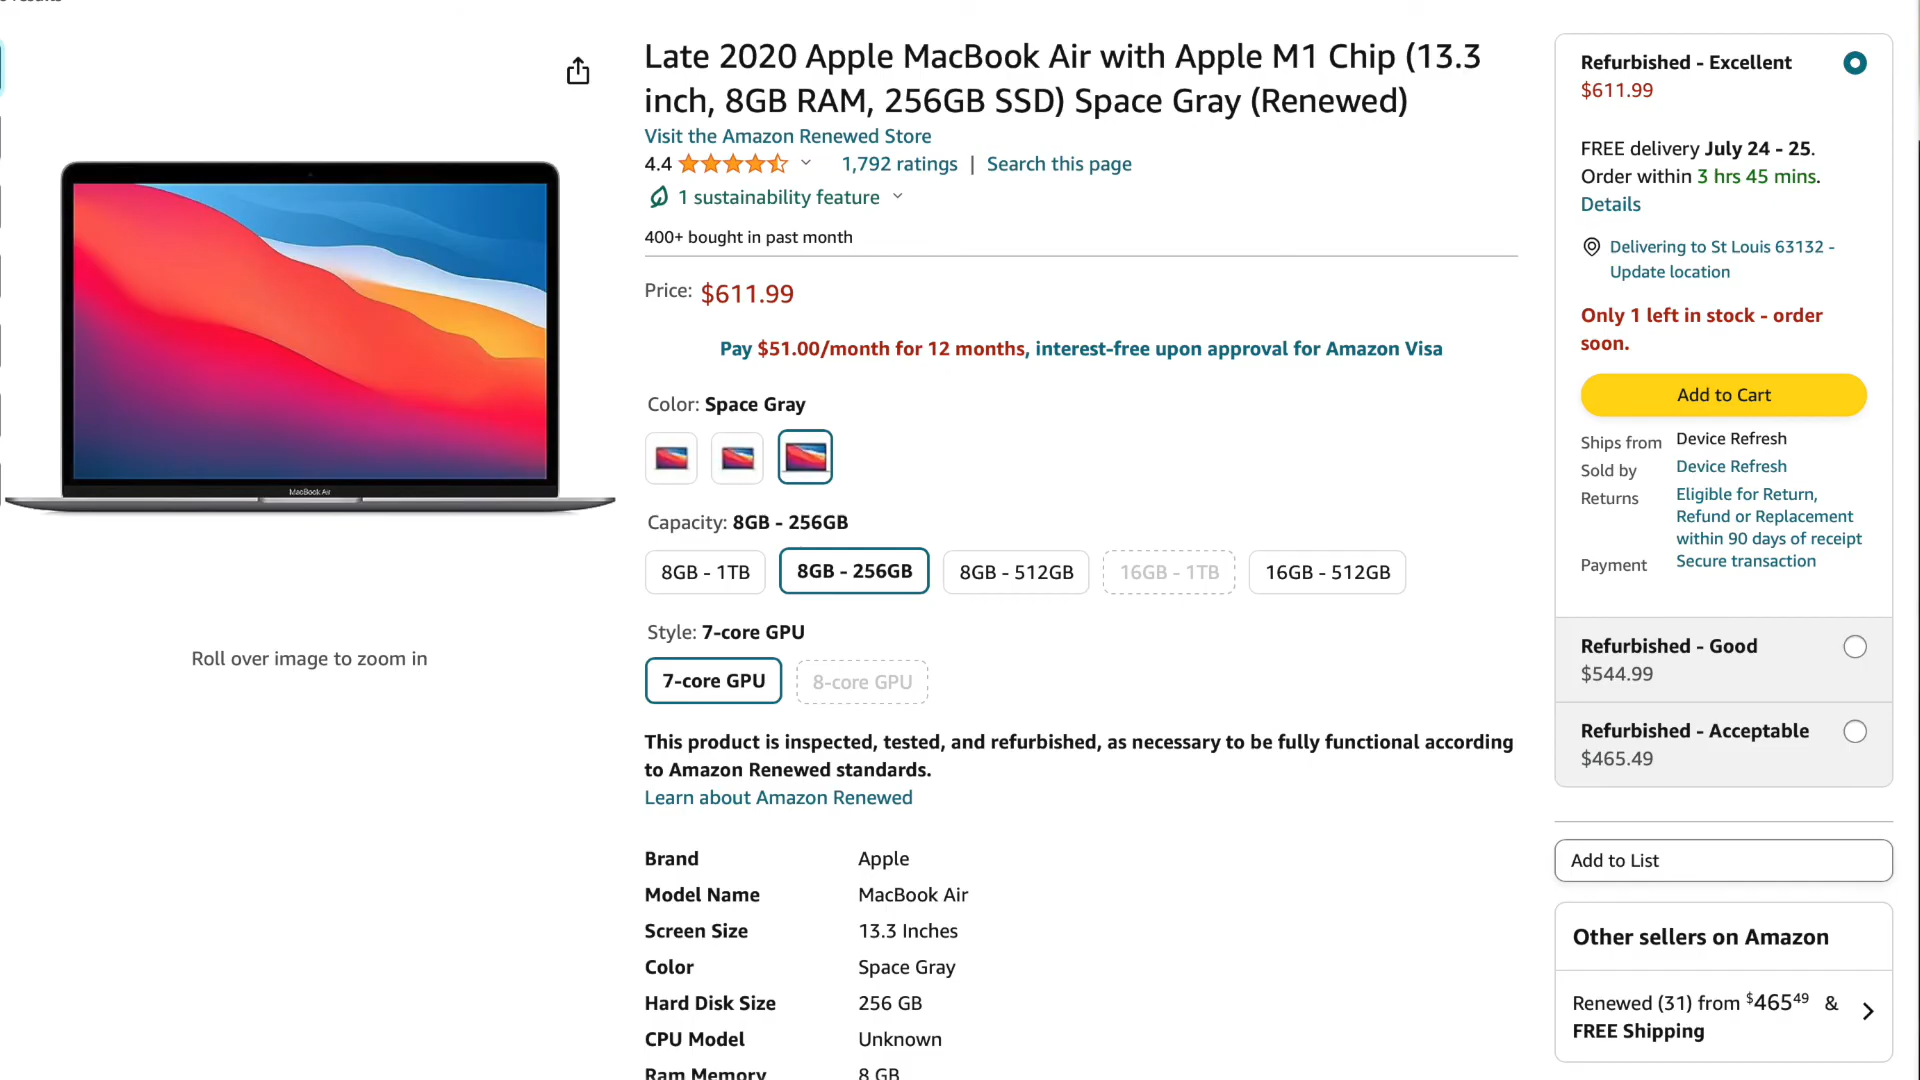 Late 2020 Apple MacBook Air with Apple M1 Chip (13.3
inch, 8GB RAM, 256GB SSD) Space Gray (Renewed)
Visit the Amazon Renewed Store
4.4
1,792 ratings | Search this page
1 sustainability feature
400+ bought in past month
Price: $611.99
Pay $51.00/month for 12 months, interest-free upon approval for Amazon Visa
Color: Space Gray
MacBook Air
Capacity: 8GB - 256GB
8GB - 1TB
8GB - 256GB
8GB - 512GB
16GB - 1TB
16GB - 512GB
Roll over image to zoom in
Style: 7-core GPU
7-core GPU
8-core GPU
This product is inspected, tested, and refurbished, as necessary to be fully functional according
to Amazon Renewed standards.
Learn about Amazon Renewed
Brand Apple
Model Name MacBook Air
Screen Size 13.3 Inches
Color Space Gray
Hard Disk Size 256 GB
CPU Model Unknown
Ram Memory 8 GB
Refurbished - Excellent
$611.99
FREE delivery July 24 - 25.
Order within 3 hrs 45 mins.
Details
Delivering to St Louis 63132 -
Update location
Only 1 left in stock - order
soon.
Add to Cart
Ships from Device Refresh
Sold by Device Refresh
Returns Eligible for Return,
Refund or Replacement
within 90 days of receipt
Payment Secure transaction
Refurbished - Good
$544.99
Refurbished - Acceptable
$465.49
Add to List
Other sellers on Amazon
Renewed (31) from $46549 &
FREE Shipping